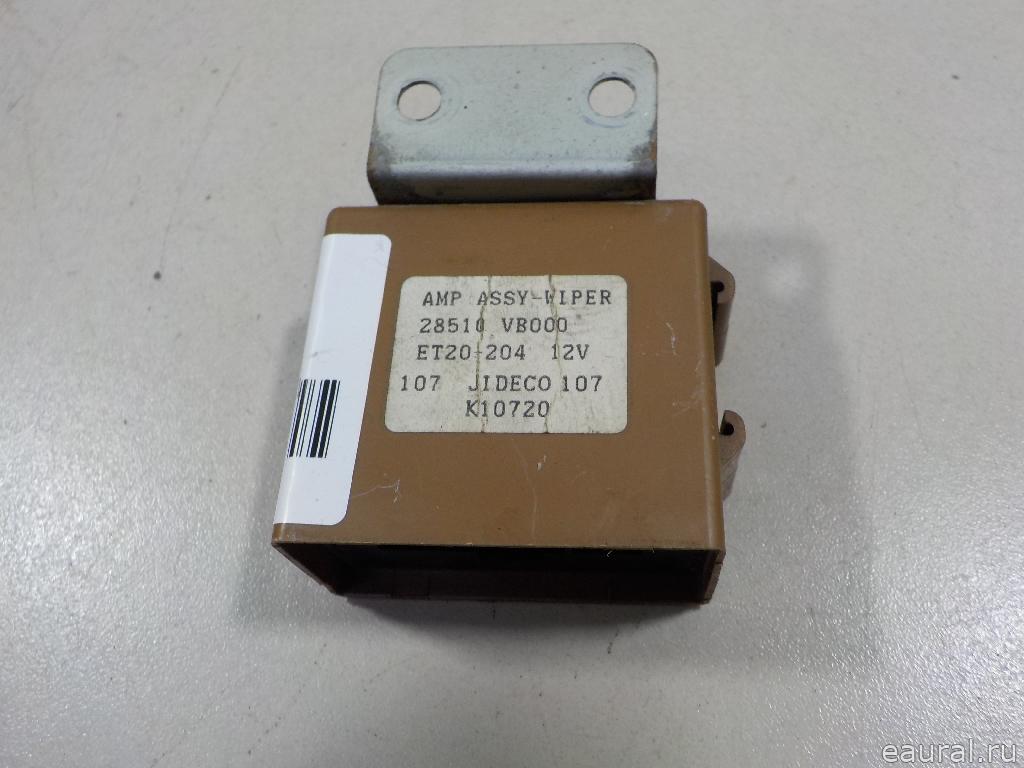 AMP ASSY-WIPER
28510 VB000
ET20-204 12V
107 JIDECO 107
K10720
eaural.ru